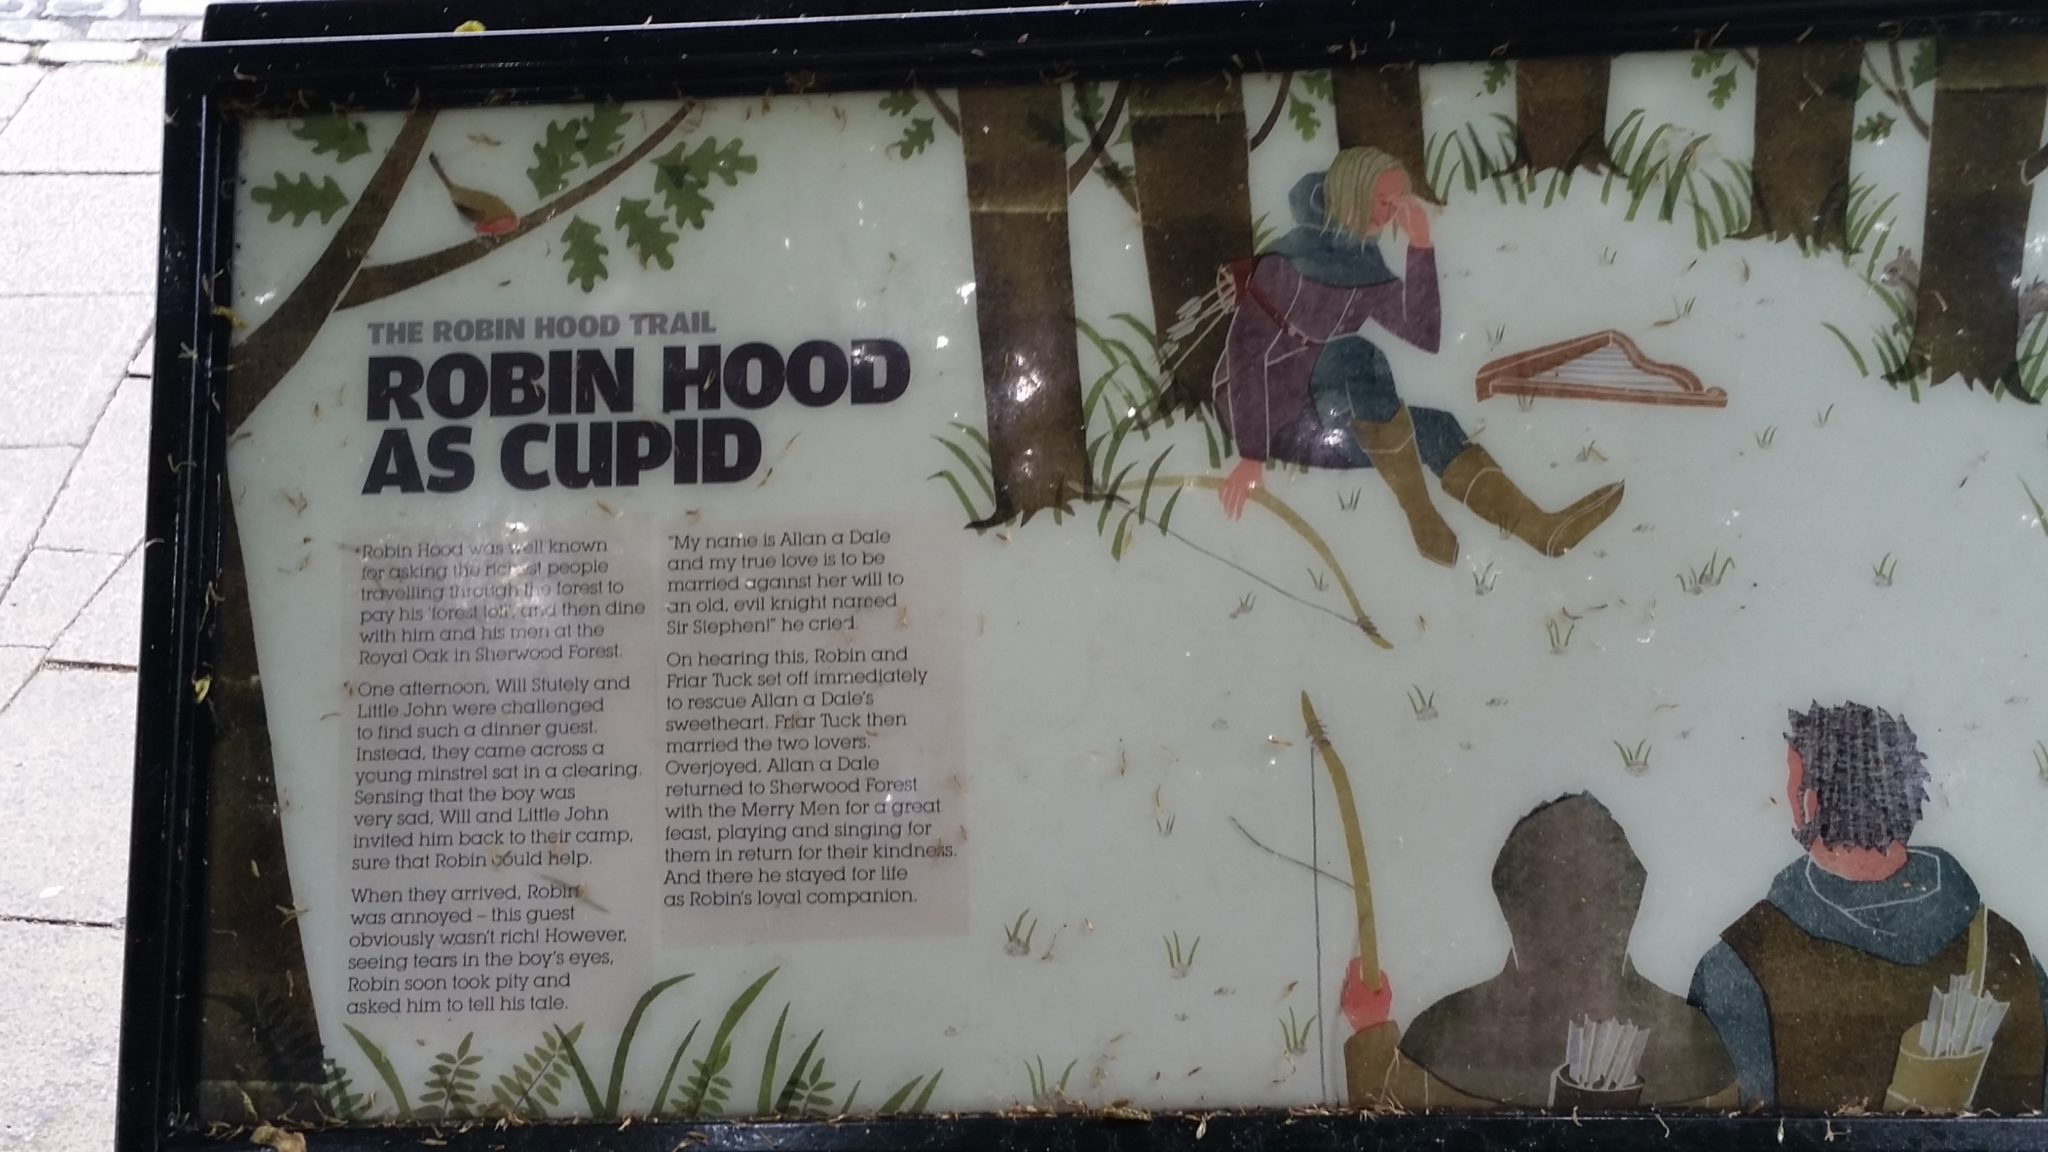 THE ROBIN HOOD TRAIL
ROBIN HOOD
AS CUPID
Robin Hood was well known
for asking the richest people
travelling through the forest to
pay his 'forest toll', and then dine
with him and his men at the
Royal Oak in Sherwood Forest.
One afternoon, Will Stutely and
Little John were challenged
to find such a dinner guest.
Instead, they came across a
young minstrel sat in a clearing.
Sensing that the boy was
very sad, Will and Little John
invited him back to their camp,
sure that Robin could help.
When they arrived, Robin
was annoyed – this guest
obviously wasn't rich! However,
seeing tears in the boy's eyes,
Robin soon took pity and
asked him to tell his tale.
"My name is Allan a Dale
and my true love is to be
married against her will to
an old, evil knight named
Sir Stephen!" he cried.
On hearing this, Robin and
Friar Tuck set off immediately
to rescue Allan a Dale's
sweetheart. Friar Tuck then
married the two lovers.
Overjoyed, Allan a Dale
returned to Sherwood Forest
with the Merry Men for a great
feast, playing and singing for
them in return for their kindness.
And there he stayed for life
as Robin's loyal companion.